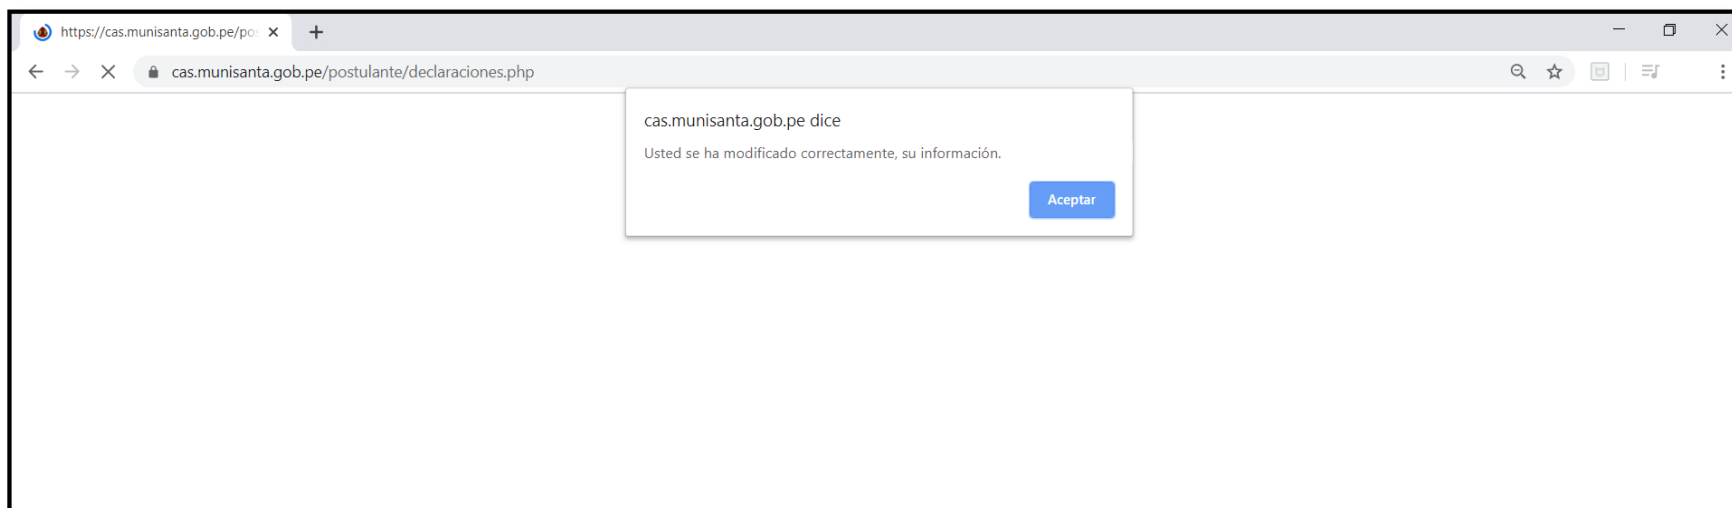 https://cas.munisanta.gob.pe/po
cas.munisanta.gob.pe/postulante/declaraciones.php
cas.munisanta.gob.pe dice
Usted se ha modificado correctamente, su información.
Aceptar